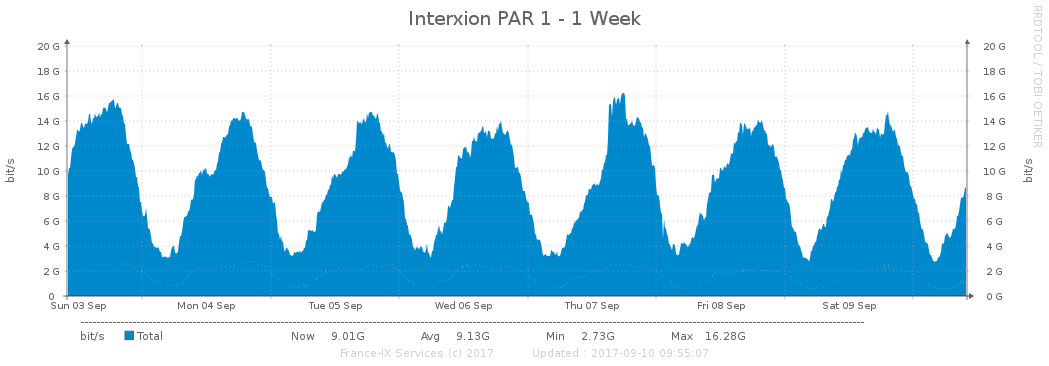 Interxion PAR 1 - 1 Week
RRDTOOL / TOBI OETIKER
bit/s
20 G
18 G
16 G
14 G
12 G
10 G
8 G
6 G
4 G
2 G
0
20 G
18 G
16 G
14 G
12 G
10 G
8 G
6 G
4 G
2 G
0 G
bit/s
Sun 03 Sep Mon 04 Sep Tue 05 Sep Wed 06 Sep Thu 07 Sep Fri 08 Sep Sat 09 Sep
bit/s Total Now 9.01G Avg 9.13G Min 2.73G Max 16.28G
France-IX Services (c) 2017 Updated : 2017-09-10 09:55:07